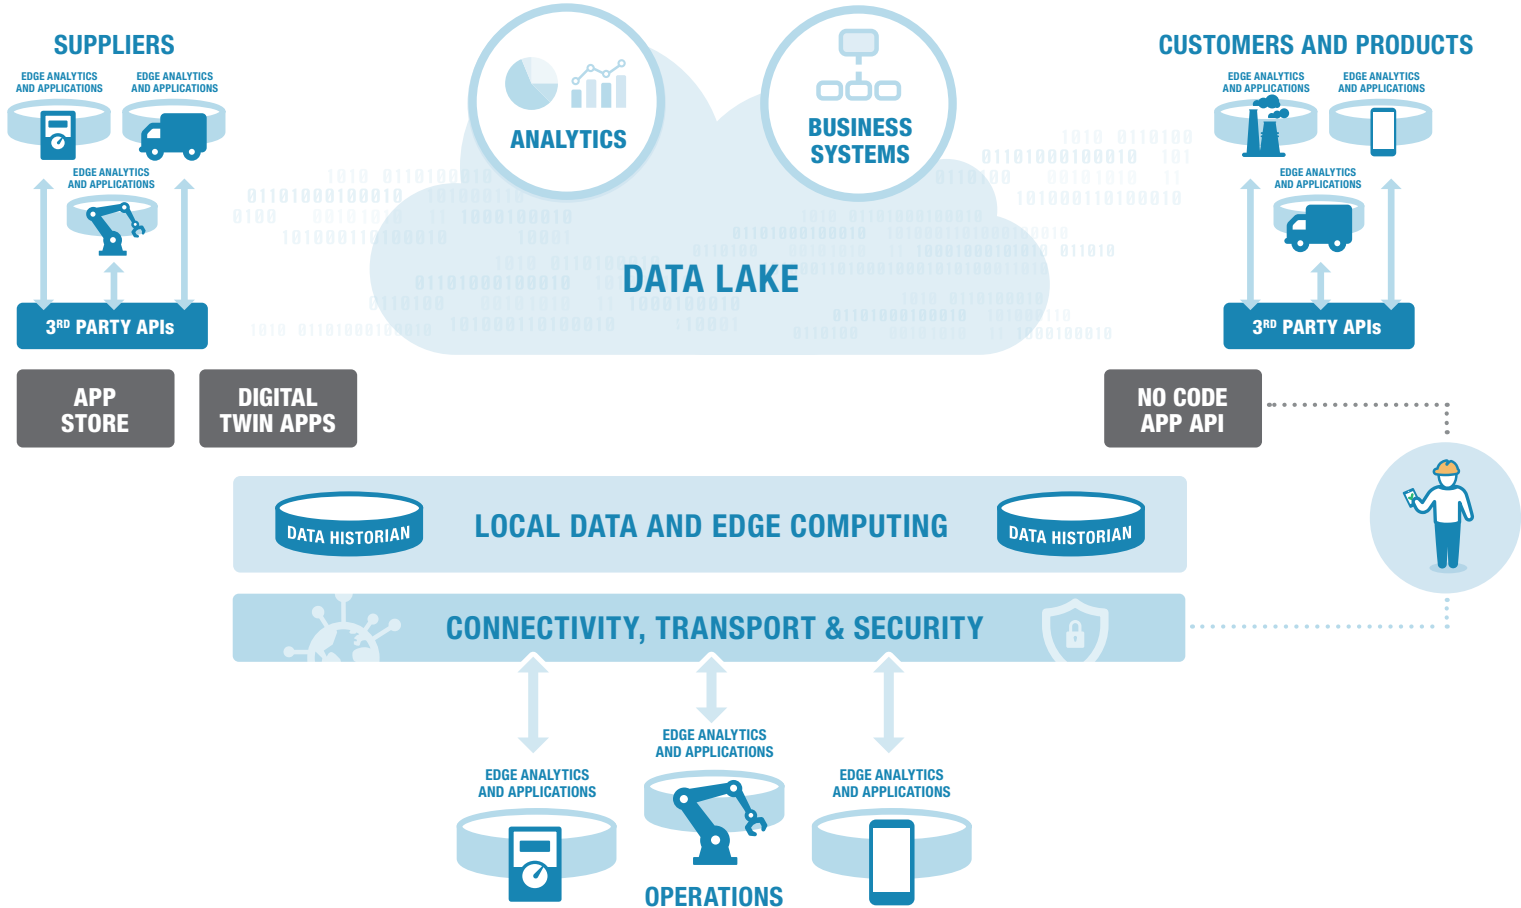 SUPPLIERS
EDGE ANALYTICS
AND APPLICATIONS
EDGE ANALYTICS
AND APPLICATIONS
EDGE ANALYTICS
AND APPLICATIONS
3RD PARTY APIs
ANALYTICS
BUSINESS
SYSTEMS
DATA LAKE
CUSTOMERS AND PRODUCTS
EDGE ANALYTICS
AND APPLICATIONS
EDGE ANALYTICS
AND APPLICATIONS
EDGE ANALYTICS
AND APPLICATIONS
3RD PARTY APIs
APP
STORE
DIGITAL
TWIN APPS
NO CODE
APP API
DATA HISTORIAN
LOCAL DATA AND EDGE COMPUTING
DATA HISTORIAN
CONNECTIVITY, TRANSPORT & SECURITY
EDGE ANALYTICS
AND APPLICATIONS
EDGE ANALYTICS
AND APPLICATIONS
EDGE ANALYTICS
AND APPLICATIONS
OPERATIONS